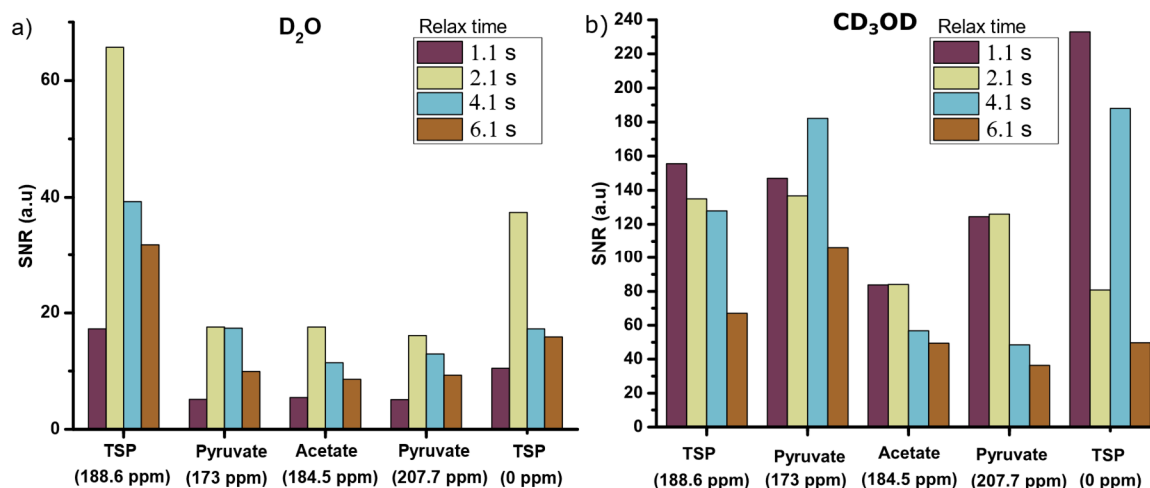 a)
D₂O
Relax time
1.1 s
2.1 s
4.1 s
6.1 s
SNR (a.u)
60
40
20
0
TSP
(188.6 ppm)
Pyruvate
(173 ppm)
Acetate
(184.5 ppm)
Pyruvate
(207.7 ppm)
TSP
(0 ppm)
b)
CD₃OD
Relax time
1.1 s
2.1 s
4.1 s
6.1 s
SNR (a.u)
240
220
200
180
160
140
120
100
80
60
40
20
0
TSP
(188.6 ppm)
Pyruvate
(173 ppm)
Acetate
(184.5 ppm)
Pyruvate
(207.7 ppm)
TSP
(0 ppm)